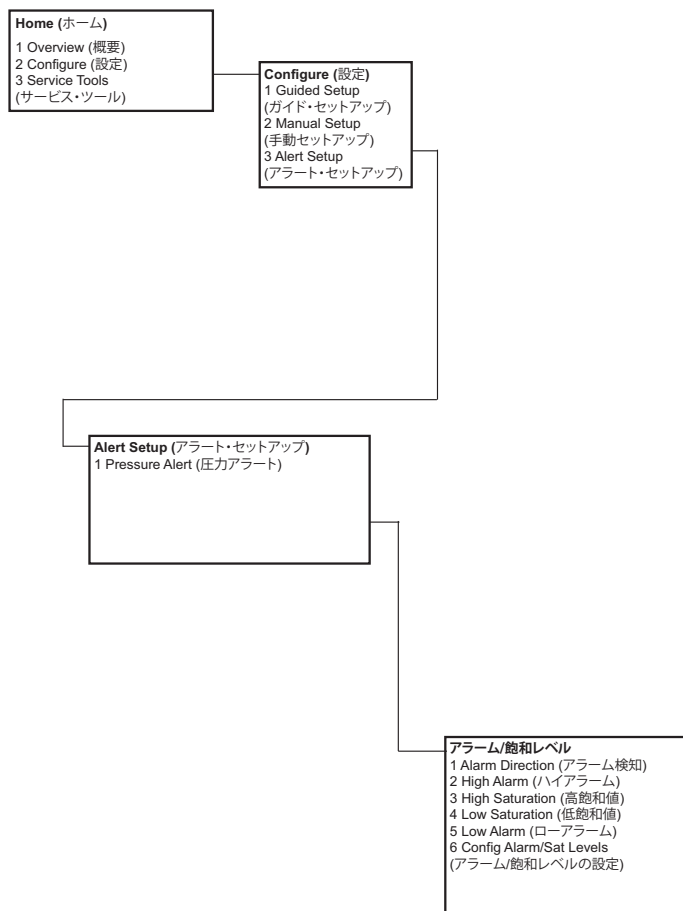 Home (ホーム)
1 Overview (概要)
2 Configure (設定)
3 Service Tools
(サービス・ツール)
Configure (設定)
1 Guided Setup
(ガイド・セットアップ)
2 Manual Setup
(手動セットアップ)
3 Alert Setup
(アラート・セットアップ)
Alert Setup (アラート・セットアップ)
1 Pressure Alert (圧力アラート)
アラーム/飽和レベル
1 Alarm Direction (アラーム検知)
2 High Alarm (ハイアラーム)
3 High Saturation (高飽和値)
4 Low Saturation (低飽和値)
5 Low Alarm (ローアラーム)
6 Config Alarm/Sat Levels
(アラーム/飽和レベルの設定)